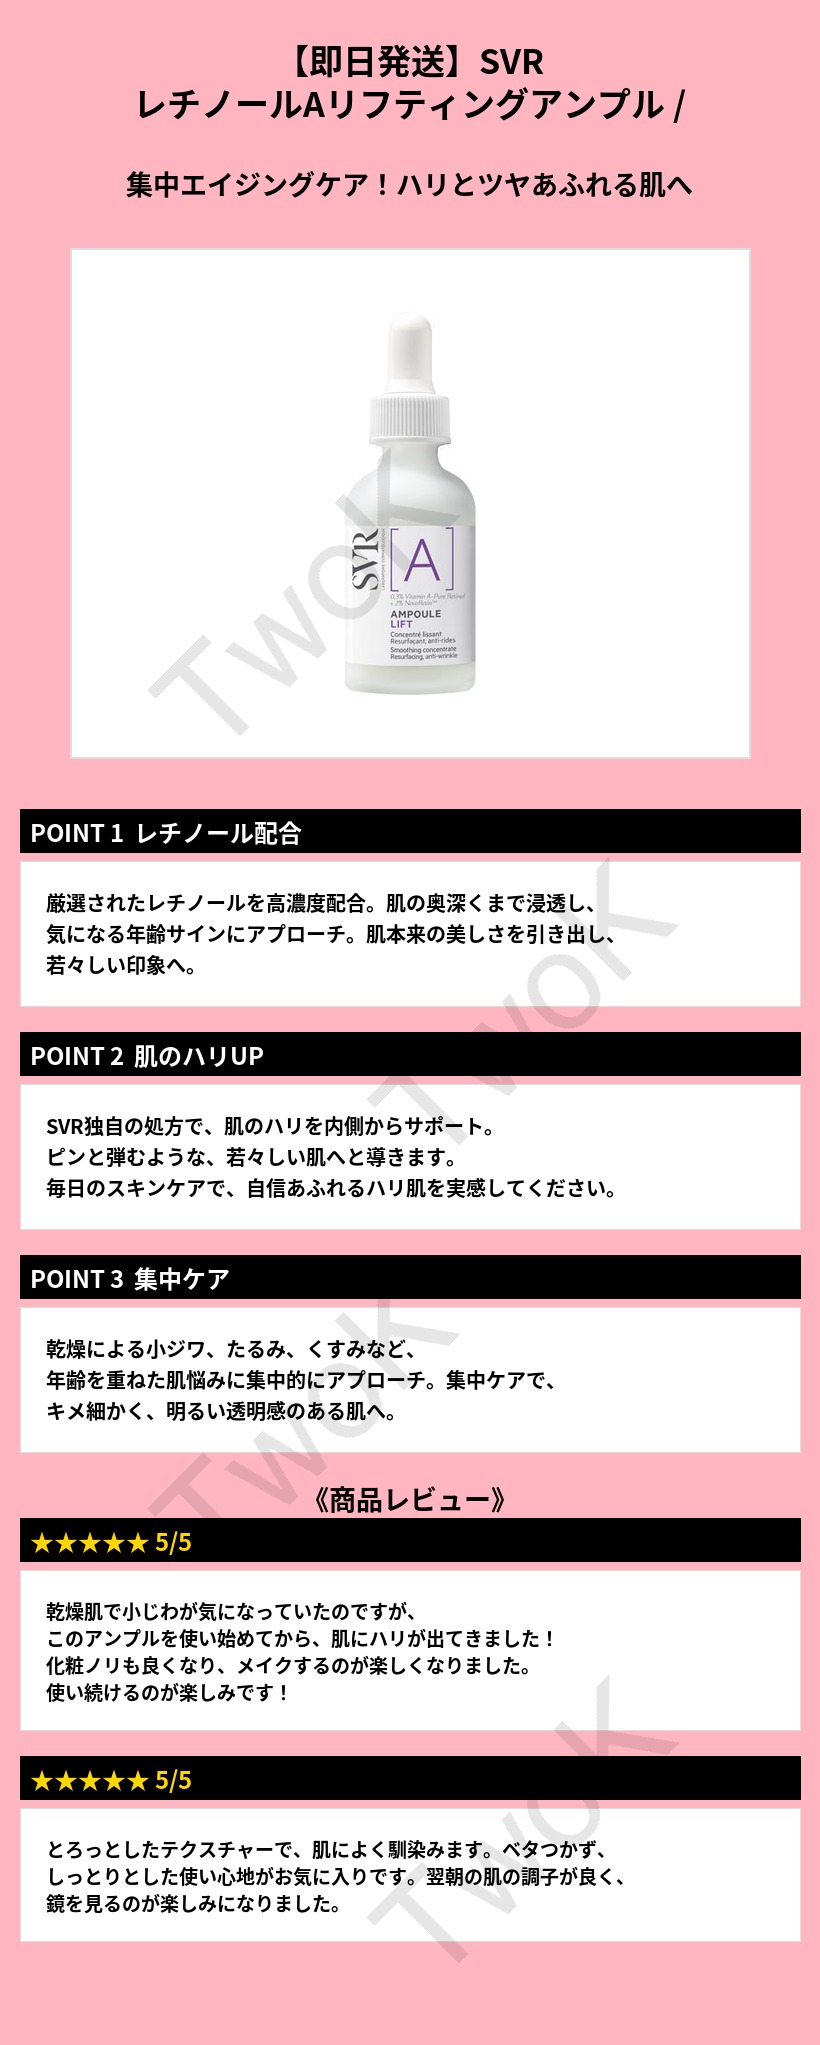 【即日発送】SVR
レチノールAリフティングアンプル /
集中エイジングケア！ハリとツヤあふれる肌へ
SVR
LABORATOIRE DERMATOLOGIQUE
[A]
0,3% Vitamin A-Pure Retinol
+ 2% NovoRetin™
AMPOULE
LIFT
Concentré lissant
Resurfaçant, anti-rides
Smoothing concentrate
Resurfacing, anti-wrinkle
TwoK
POINT 1 レチノール配合
厳選されたレチノールを高濃度配合。肌の奥深くまで浸透し、
気になる年齢サインにアプローチ。肌本来の美しさを引き出し、
若々しい印象へ。
TwoK
POINT 2 肌のハリUP
SVR独自の処方で、肌のハリを内側からサポート。
ピンと弾むような、若々しい肌へと導きます。
毎日のスキンケアで、自信あふれるハリ肌を実感してください。
POINT 3 集中ケア
乾燥による小ジワ、たるみ、くすみなど、
年齢を重ねた肌悩みに集中的にアプローチ。集中ケアで、
キメ細かく、明るい透明感のある肌へ。
TwoK
《商品レビュー》
★★★★★ 5/5
乾燥肌で小じわが気になっていたのですが、
このアンプルを使い始めてから、肌にハリが出てきました！
化粧ノリも良くなり、メイクするのが楽しくなりました。
使い続けるのが楽しみです！
★★★★★ 5/5
とろっとしたテクスチャーで、肌によく馴染みます。ベタつかず、
しっとりとした使い心地がお気に入りです。翌朝の肌の調子が良く、
鏡を見るのが楽しみになりました。
TwoK